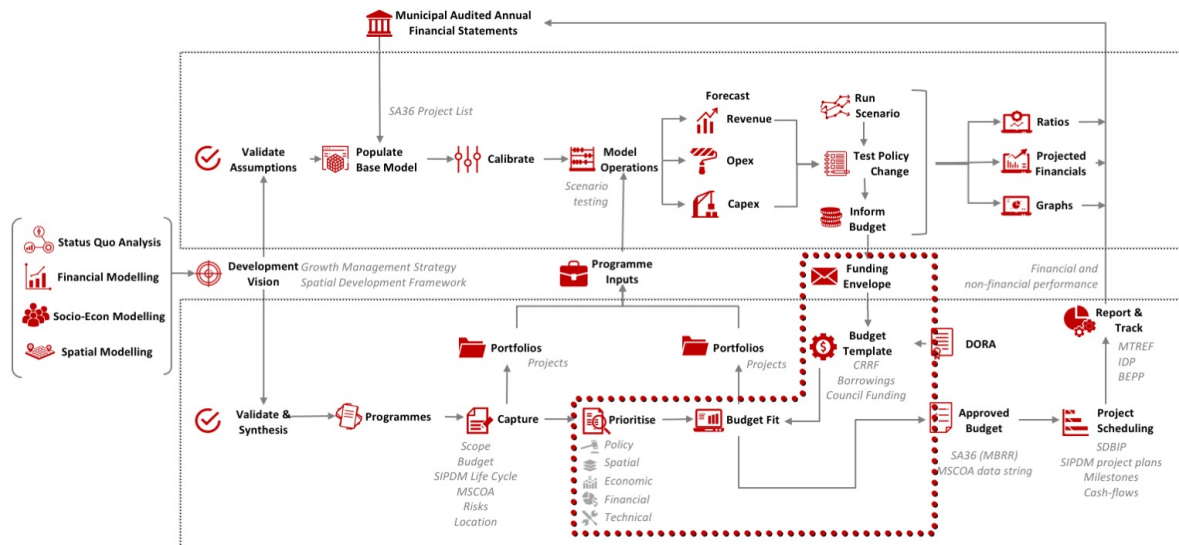 Municipal Audited Annual
Financial Statements
SA36 Project List
Validate
Assumptions
Populate
Base Model
Calibrate
Model
Operations
Scenario
testing
Forecast
Revenue
Opex
Capex
Run
Scenario
Test Policy
Change
Inform
Budget
Ratios
Projected
Financials
Graphs
Status Quo Analysis
Financial Modelling
Socio-Econ Modelling
Spatial Modelling
Development
Vision
Growth Management Strategy
Spatial Development Framework
Programme
Inputs
Funding
Envelope
Financial and
non-financial performance
Portfolios
Projects
Portfolios
Projects
Budget
Template
CRRF
Borrowings
Council Funding
DORA
Report &
Track
MTREF
IDP
BEPP
Validate &
Synthesis
Programmes
Capture
Scope
Budget
SIPDM Life Cycle
MSCOA
Risks
Location
Prioritise
Policy
Spatial
Economic
Financial
Technical
Budget Fit
Approved
Budget
SA36 (MBRR)
MSCOA data string
Project
Scheduling
SDBIP
SIPDM project plans
Milestones
Cash-flows